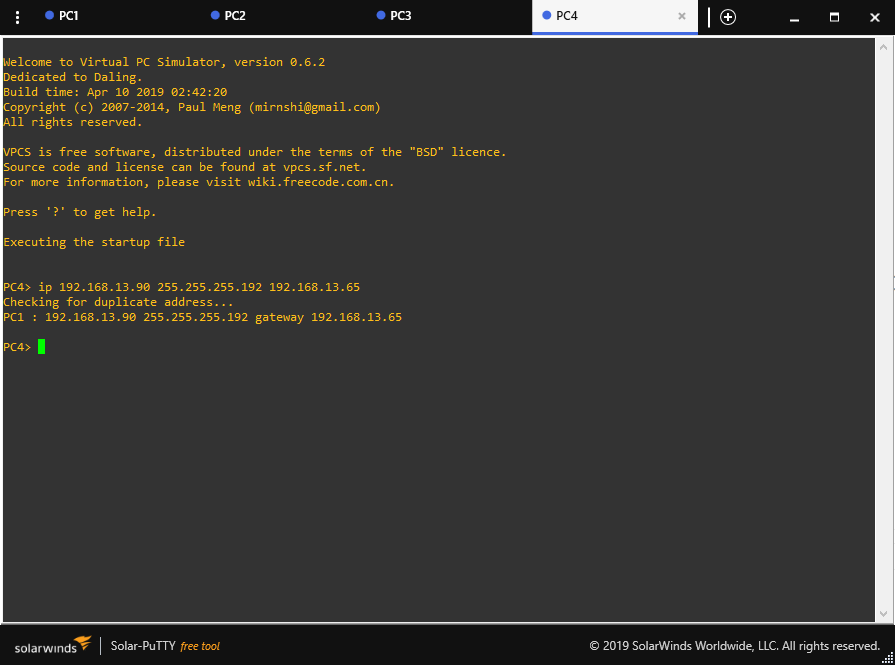 PC1 PC2 PC3 PC4
Welcome to Virtual PC Simulator, version 0.6.2
Dedicated to Daling.
Build time: Apr 10 2019 02:42:20
Copyright (c) 2007-2014, Paul Meng (mirnshi@gmail.com)
All rights reserved.
VPCS is free software, distributed under the terms of the "BSD" licence.
Source code and license can be found at vpcs.sf.net.
For more information, please visit wiki.freecode.com.cn.
Press '?' to get help.
Executing the startup file
PC4> ip 192.168.13.90 255.255.255.192 192.168.13.65
Checking for duplicate address...
PC1 : 192.168.13.90 255.255.255.192 gateway 192.168.13.65
PC4>
solarwinds Solar-PuTTY free tool © 2019 SolarWinds Worldwide, LLC. All rights reserved.